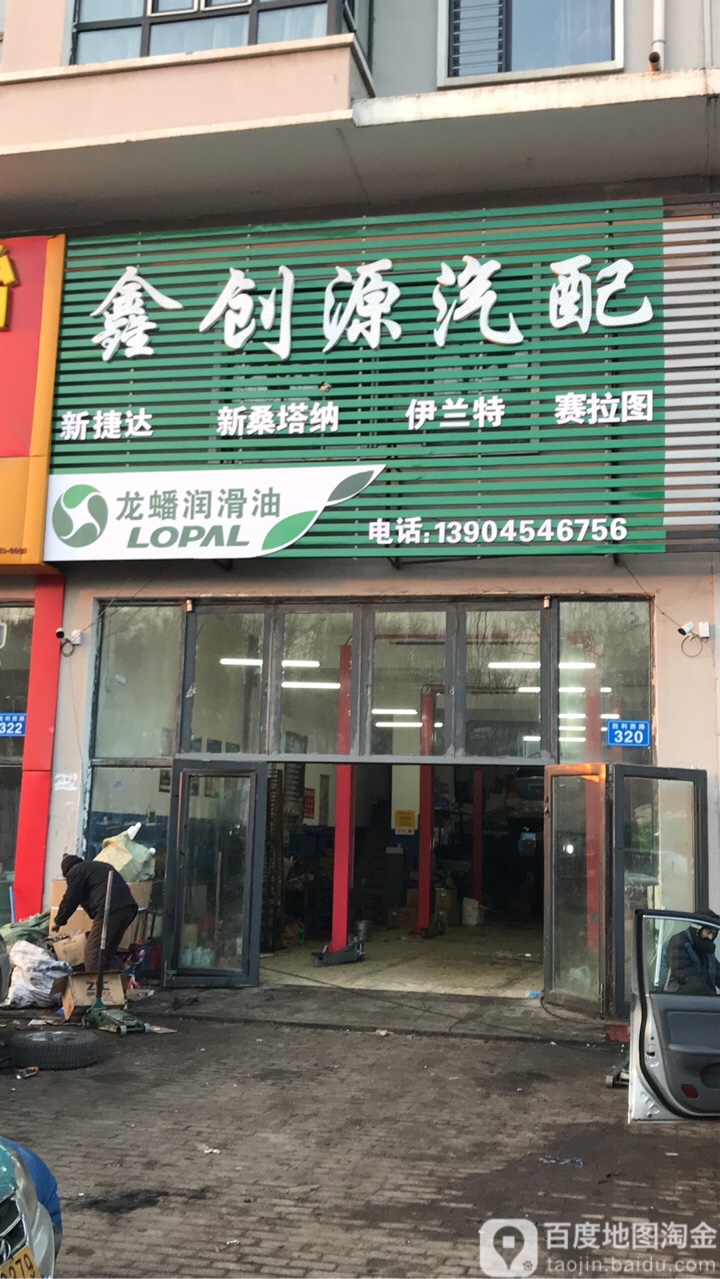 鑫创源汽配
新捷达 新桑塔纳 伊兰特 赛拉图
龙蟠润滑油
LOPAL
电话:13904546756
322
320
百度地图淘金
taojin.baidu.com